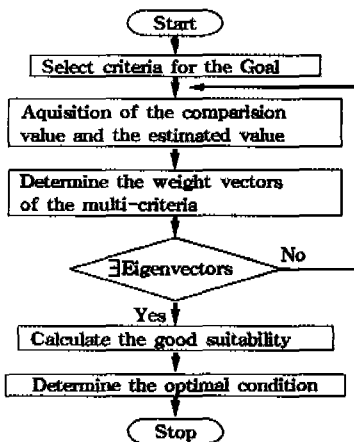 Start
Select criteria for the Goal
Aquisition of the comparision
value and the estimated value
Determine the weight vectors
of the multi-criteria
∃Eigenvectors
No
Yes
Calculate the good suitability
Determine the optimal condition
Stop